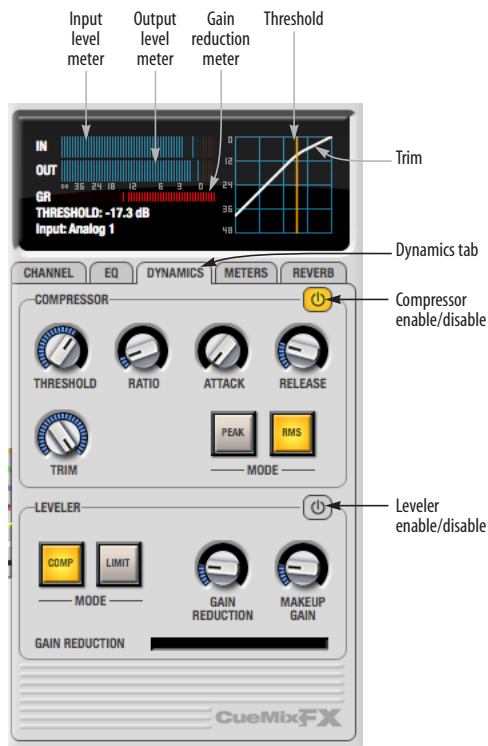 Input level meter
Output level meter
Gain reduction meter
Threshold
IN
OUT
∞ 36 24 18 12 6 3 0
GR
THRESHOLD: -17.3 dB
Input: Analog 1
0
12
24
36
48
Trim
Dynamics tab
CHANNEL EQ DYNAMICS METERS REVERB
COMPRESSOR
Compressor enable/disable
THRESHOLD RATIO ATTACK RELEASE
TRIM
PEAK RMS
MODE
LEVELER
Leveler enable/disable
COMP LIMIT
MODE
GAIN REDUCTION
MAKEUP GAIN
GAIN REDUCTION
CueMixFX